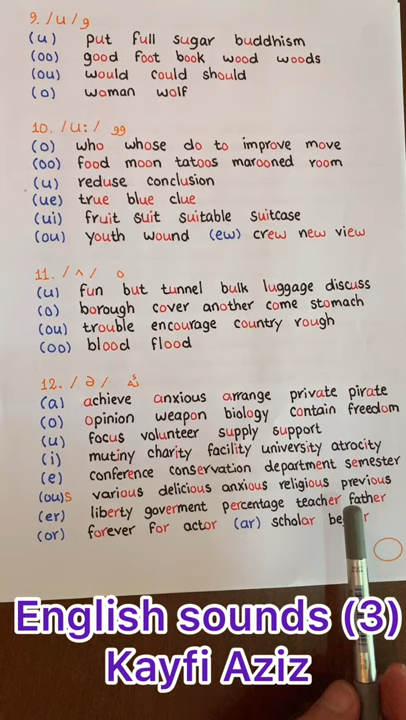 9. /u/ و
(u) put full sugar buddhism
(oo) good foot book wood woods
(ou) would could should
(o) woman wolf
10. /u:/ وو
(o) who whose do to improve move
(oo) food moon tatoos marooned room
(u) reduse conclusion
(ue) true blue clue
(ui) fruit suit suitable suitcase
(ou) youth wound (ew) crew new view
11. /ʌ/ o
(u) fun but tunnel bulk luggage discuss
(o) borough cover another come stomach
(ou) trouble encourage country rough
(oo) blood flood
12. /ə/
(a) achieve anxious arrange private pirate
(o) opinion weapon biology contain freedom
(u) focus volunteer supply support
(i) mutiny charity facility university atrocity
(e) conference conservation department semester
(ou)s various delicious anxious religious previous
(er) liberty goverment percentage teacher father
(or) forever for actor (ar) scholar
English sounds (3)
Kayfi Aziz